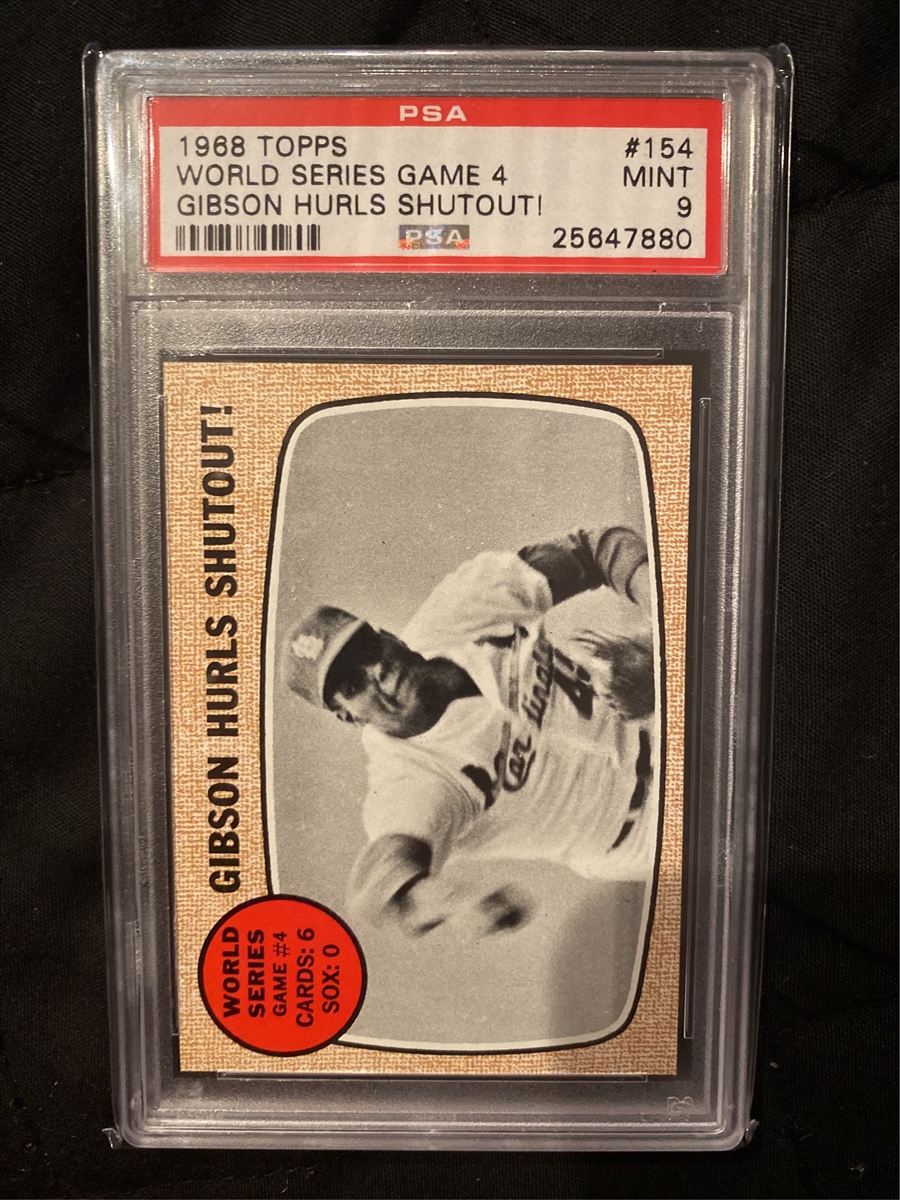 PSA
1968 TOPPS #154
WORLD SERIES GAME 4 MINT
GIBSON HURLS SHUTOUT! 9
PSA 25647880
GIBSON HURLS SHUTOUT!
WORLD
SERIES
GAME #4
CARDS: 6
SOX: 0
Cardinals